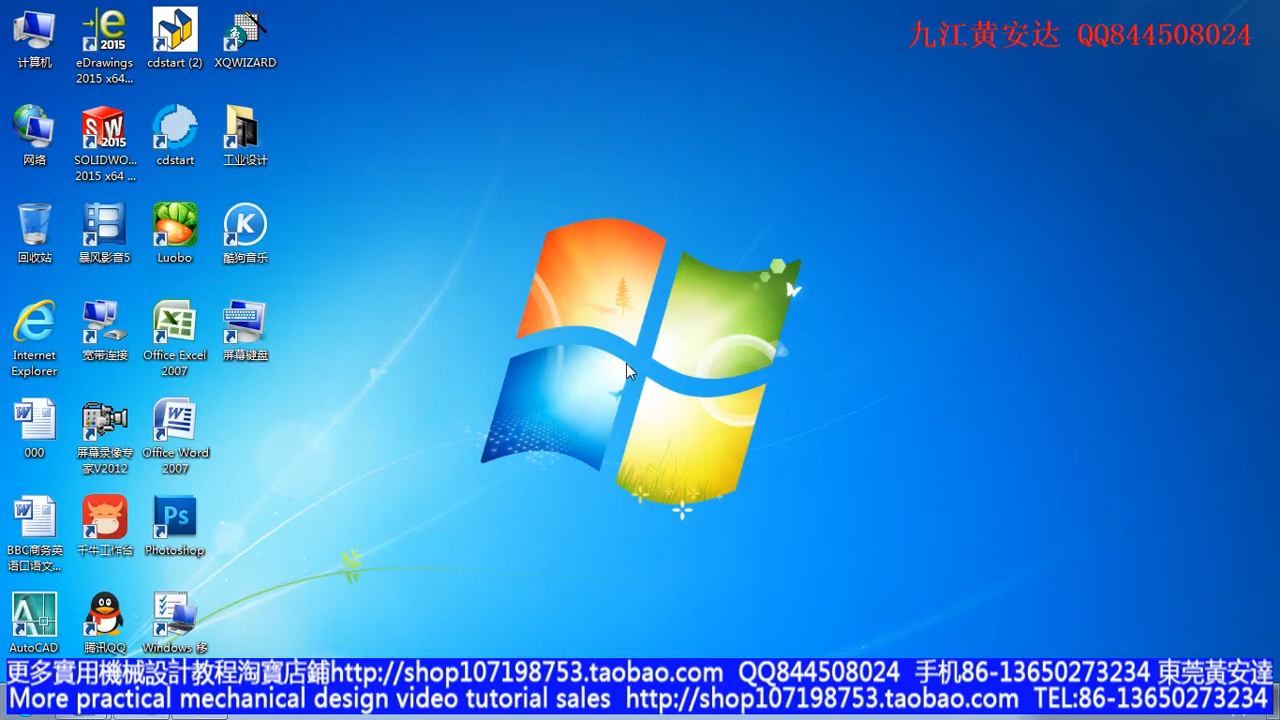 九江黄安达 QQ844508024
计算机
eDrawings
2015 x64...
cdstart (2)
XQWIZARD
网络
SOLIDWO...
2015 x64 ...
cdstart
工业设计
回收站
暴风影音5
Luobo
酷狗音乐
Internet
Explorer
宽带连接
Office Excel
2007
屏幕键盘
000
屏幕录像专
家V2012
Office Word
2007
BBC商务英
语口语文...
千牛工作台
Photoshop
AutoCAD
腾讯QQ
Windows 移
更多實用機械設計教程淘寶店鋪http://shop107198753.taobao.com QQ844508024 手机86-13650273234 東莞黃安達
More practical mechanical design video tutorial sales http://shop107198753.taobao.com TEL:86-13650273234